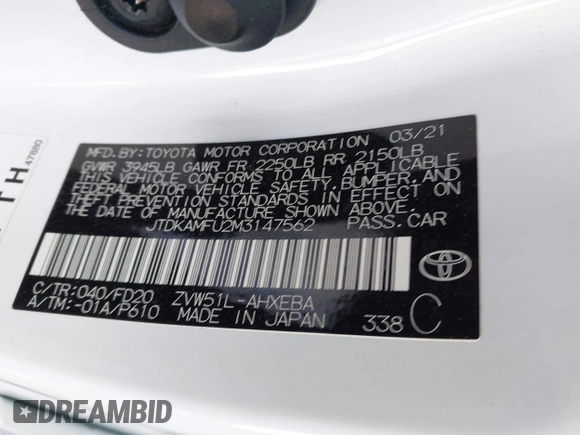 MFD.BY:TOYOTA MOTOR CORPORATION 03/21
GVWR 3945LB GAWR FR 2250LB RR 2150LB
THIS VEHICLE CONFORMS TO ALL APPLICABLE
FEDERAL MOTOR VEHICLE SAFETY,BUMPER,AND
THEFT PREVENTION STANDARDS IN EFFECT ON
THE DATE OF MANUFACTURE SHOWN ABOVE.
JTDKAMFU2M3147562 PASS.CAR
C/TR:040/FD20 ZVW51L-AHXEBA
A/TM:-01A/P610 MADE IN JAPAN 338 C
TH
47680
DREAMBID